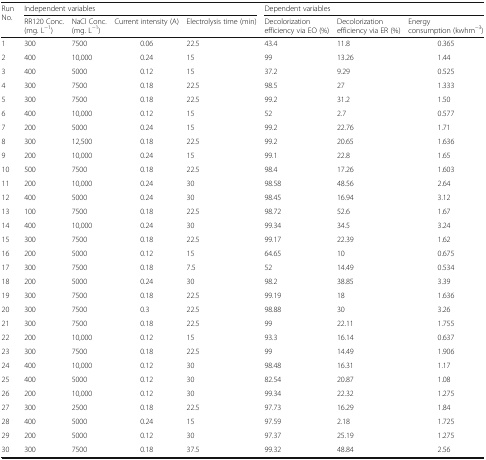 Run No. Independent variables Dependent variables
RR120 Conc. (mg. L−1) NaCl Conc. (mg. L−1) Current intensity (A) Electrolysis time (min) Decolorization efficiency via EO (%) Decolorization efficiency via ER (%) Energy consumption (kwhm−3)
1 300 7500 0.06 22.5 43.4 11.8 0.365
2 400 10,000 0.24 15 99 13.26 1.44
3 400 5000 0.12 15 37.2 9.29 0.525
4 300 7500 0.18 22.5 98.5 27 1.333
5 300 7500 0.18 22.5 99.2 31.2 1.50
6 400 10,000 0.12 15 52 2.7 0.577
7 200 5000 0.24 15 99.2 22.76 1.71
8 300 12,500 0.18 22.5 99.2 20.65 1.636
9 200 10,000 0.24 15 99.1 22.8 1.65
10 500 7500 0.18 22.5 98.4 17.26 1.603
11 200 10,000 0.24 30 98.58 48.56 2.64
12 400 5000 0.24 30 98.45 16.94 3.12
13 100 7500 0.18 22.5 98.72 52.6 1.67
14 400 10,000 0.24 30 99.34 34.5 3.24
15 300 7500 0.18 22.5 99.17 22.39 1.62
16 200 5000 0.12 15 64.65 10 0.675
17 300 7500 0.18 7.5 52 14.49 0.534
18 200 5000 0.24 30 98.2 38.85 3.39
19 300 7500 0.18 22.5 99.19 18 1.636
20 300 7500 0.3 22.5 98.88 30 3.26
21 300 7500 0.18 22.5 99 22.11 1.755
22 200 10,000 0.12 15 93.3 16.14 0.637
23 300 7500 0.18 22.5 99 14.49 1.906
24 400 10,000 0.12 30 98.48 16.31 1.17
25 400 5000 0.12 30 82.54 20.87 1.08
26 200 10,000 0.12 30 99.34 22.32 1.275
27 300 2500 0.18 22.5 97.73 16.29 1.84
28 400 5000 0.24 15 97.59 2.18 1.725
29 200 5000 0.12 30 97.37 25.19 1.275
30 300 7500 0.18 37.5 99.32 48.84 2.56